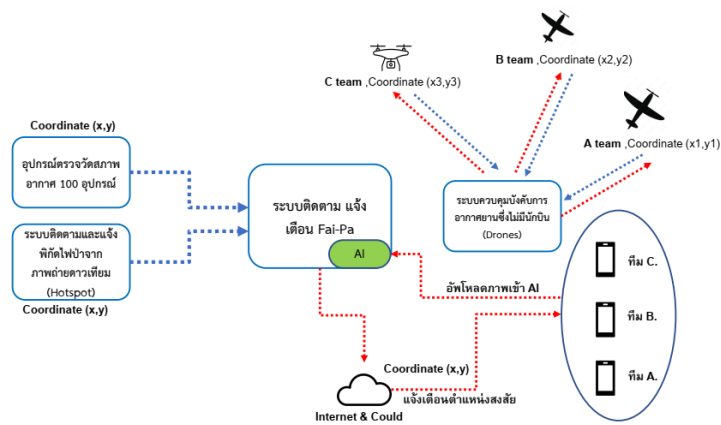 B team ,Coordinate (x2,y2)
C team ,Coordinate (x3,y3)
A team ,Coordinate (x1,y1)
Coordinate (x,y)
อุปกรณ์ตรวจวัดสภาพ
อากาศ 100 อุปกรณ์
ระบบติดตามและแจ้ง
พิกัดไฟป่าจาก
ภาพถ่ายดาวเทียม
(Hotspot)
Coordinate (x,y)
ระบบติดตาม แจ้ง
เตือน Fai-Pa
AI
ระบบควบคุมบังคับการ
อากาศยานซึ่งไม่มีนักบิน
(Drones)
อัพโหลดภาพเข้า AI
ทีม C.
ทีม B.
ทีม A.
Coordinate (x,y)
แจ้งเตือนตำแหน่งสงสัย
Internet & Could